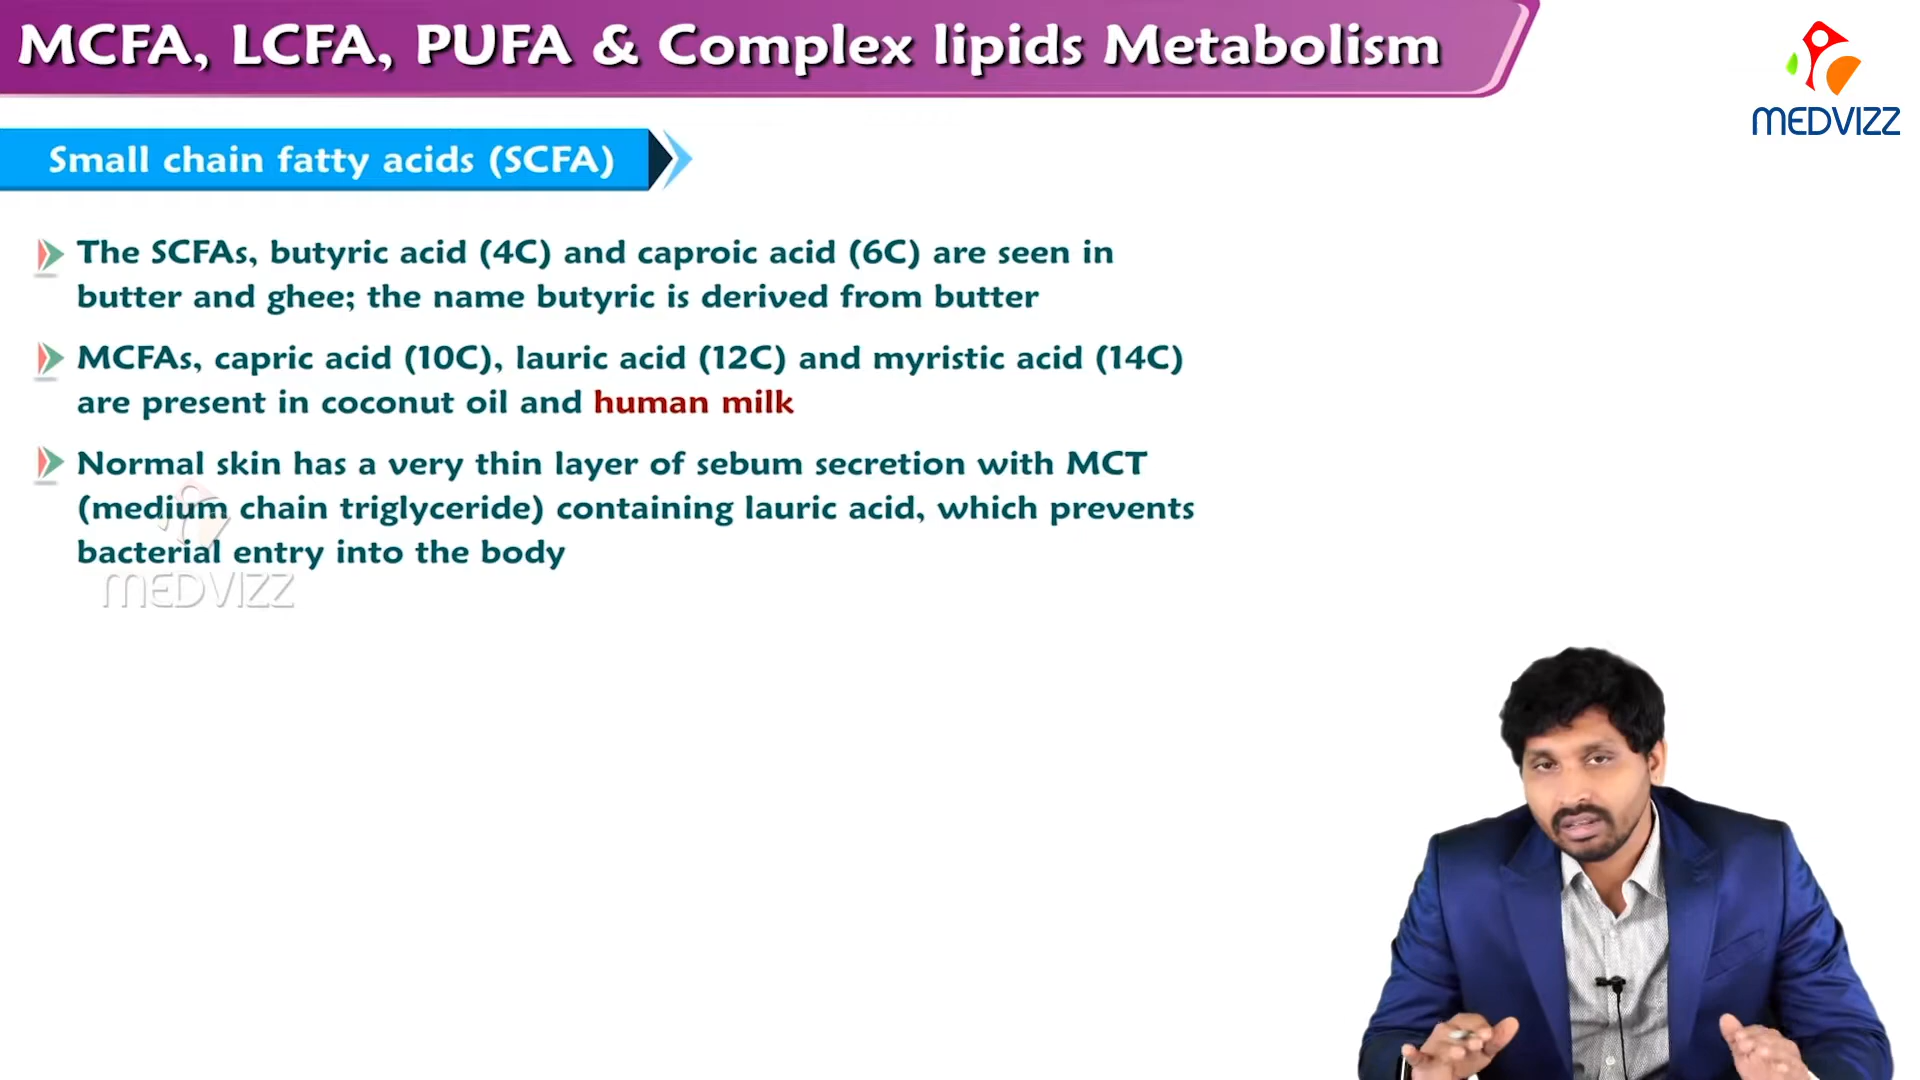 MCFA, LCFA, PUFA & Complex lipids Metabolism
MEDVIZZ
Small chain fatty acids (SCFA)
The SCFAs, butyric acid (4C) and caproic acid (6C) are seen in
butter and ghee; the name butyric is derived from butter
MCFAs, capric acid (10C), lauric acid (12C) and myristic acid (14C)
are present in coconut oil and human milk
Normal skin has a very thin layer of sebum secretion with MCT
(medium chain triglyceride) containing lauric acid, which prevents
bacterial entry into the body
MEDVIZZ